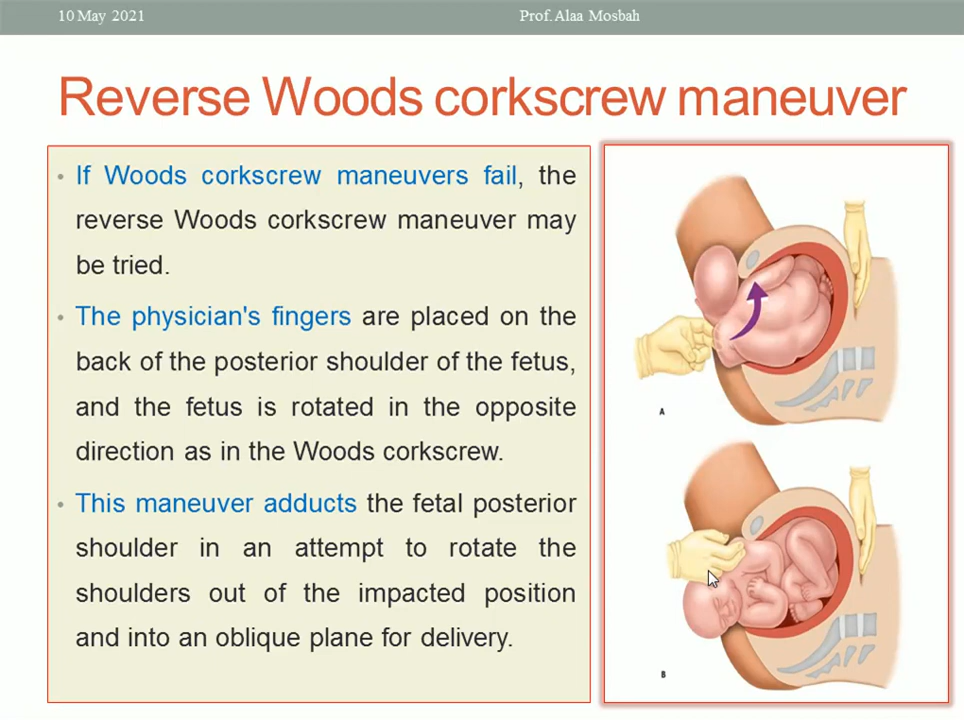 10 May 2021
Prof. Alaa Mosbah
Reverse Woods corkscrew maneuver
• If Woods corkscrew maneuvers fail, the
reverse Woods corkscrew maneuver may
be tried.
• The physician's fingers are placed on the
back of the posterior shoulder of the fetus,
and the fetus is rotated in the opposite
direction as in the Woods corkscrew.
• This maneuver adducts the fetal posterior
shoulder in an attempt to rotate the
shoulders out of the impacted position
and into an oblique plane for delivery.
A
B